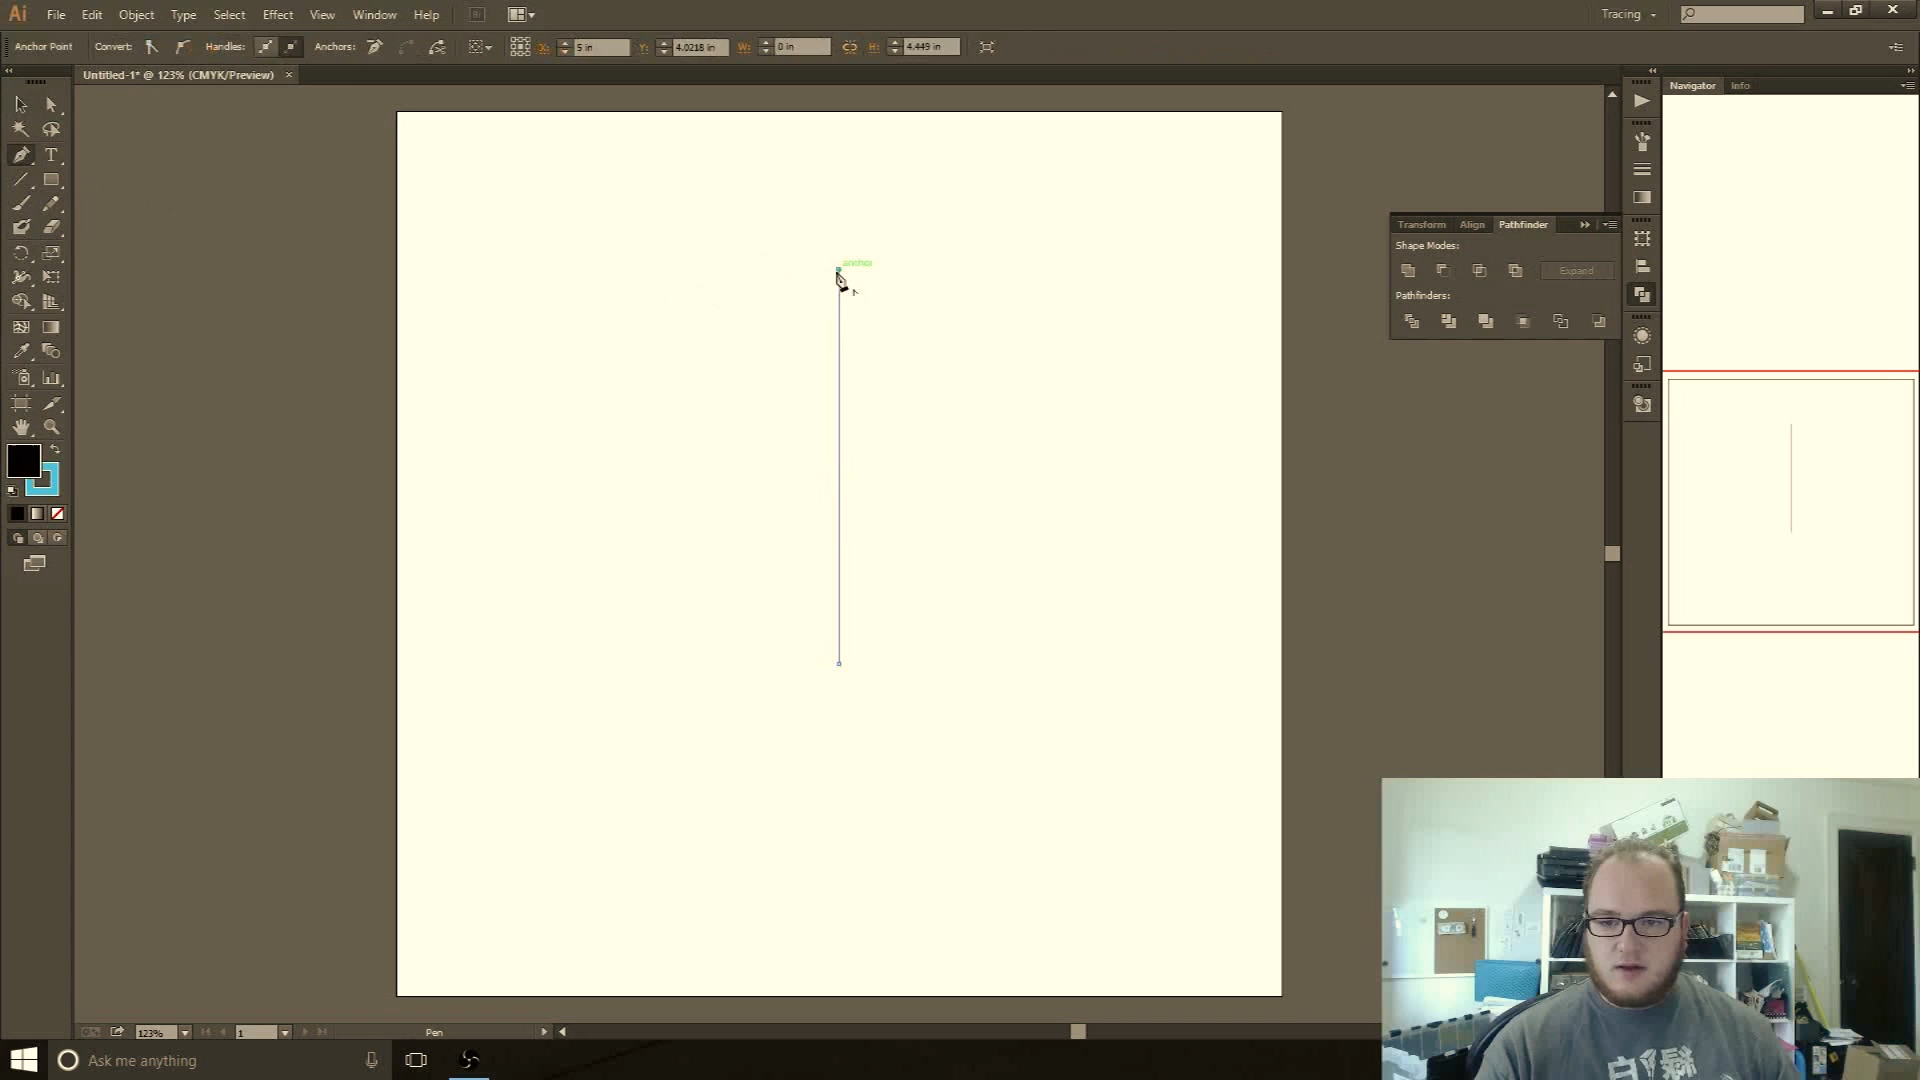 Ai File Edit Object Type Select Effect View Window Help Br Tracing
Anchor Point Convert: Handles: Anchors: X: 5 in Y: 4.0218 in W: 0 in H: 4.449 in
Untitled-1* @ 123% (CMYK/Preview) ×
Navigator Info
anchor
Transform Align Pathfinder
Shape Modes:
Expand
Pathfinders:
T
123% 1 Pen
Ask me anything
白